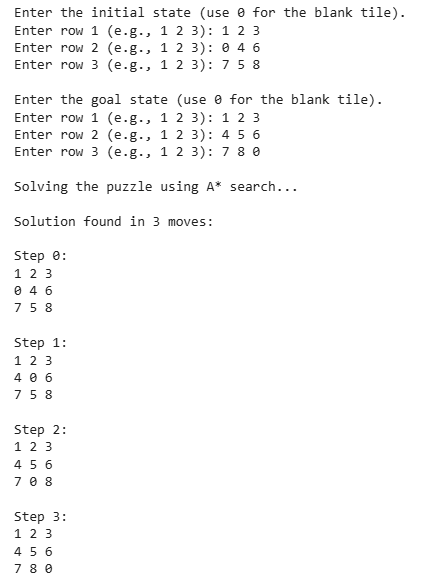 Enter the initial state (use 0 for the blank tile).
Enter row 1 (e.g., 1 2 3): 1 2 3
Enter row 2 (e.g., 1 2 3): 0 4 6
Enter row 3 (e.g., 1 2 3): 7 5 8
Enter the goal state (use 0 for the blank tile).
Enter row 1 (e.g., 1 2 3): 1 2 3
Enter row 2 (e.g., 1 2 3): 4 5 6
Enter row 3 (e.g., 1 2 3): 7 8 0
Solving the puzzle using A* search...
Solution found in 3 moves:
Step 0:
1 2 3
0 4 6
7 5 8
Step 1:
1 2 3
4 0 6
7 5 8
Step 2:
1 2 3
4 5 6
7 0 8
Step 3:
1 2 3
4 5 6
7 8 0